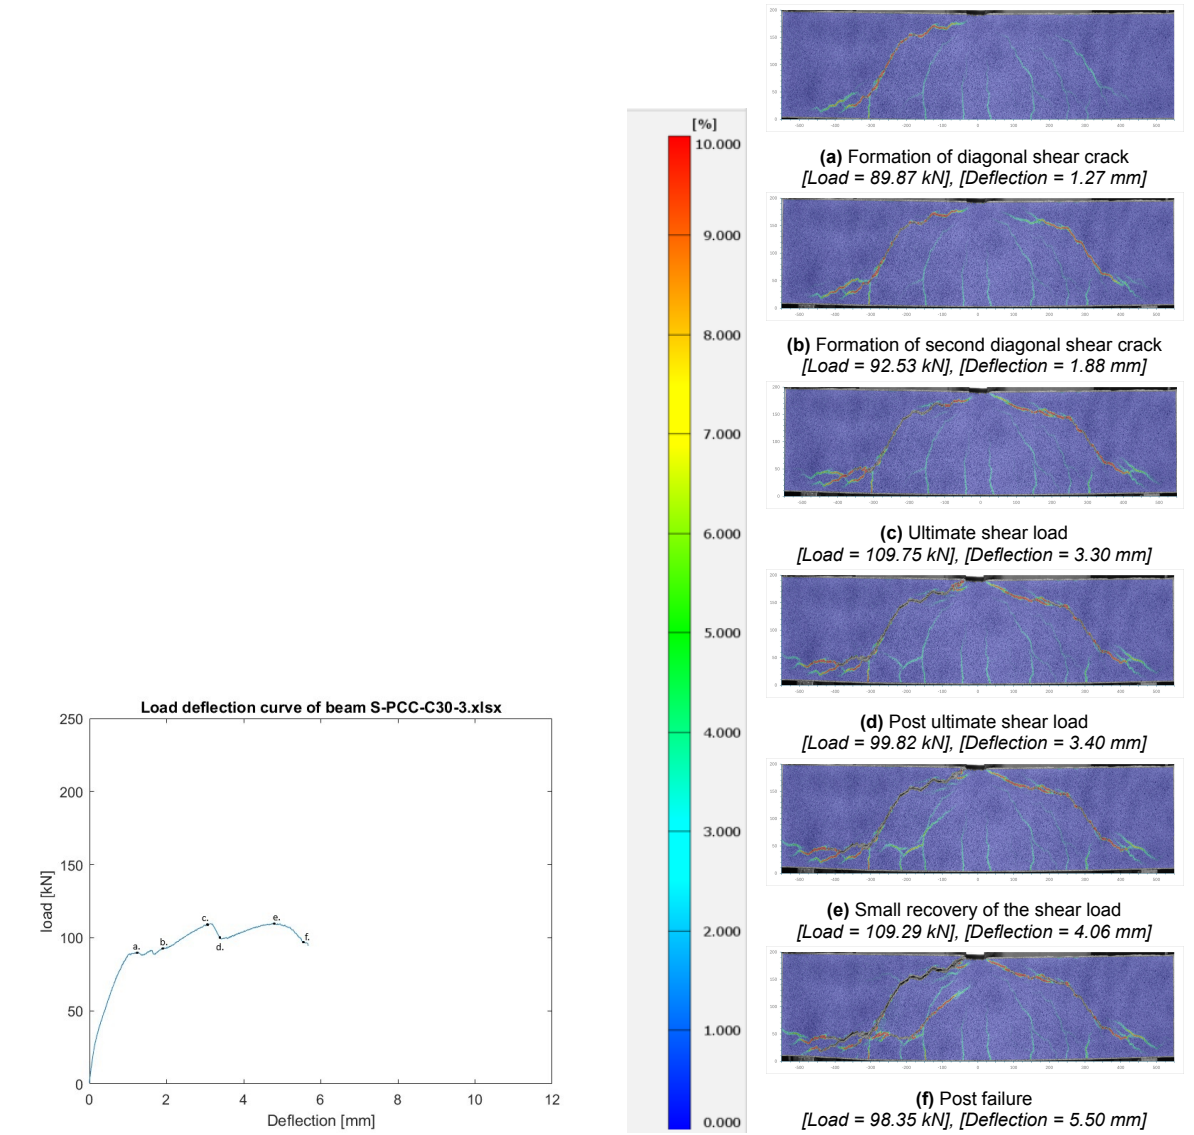 Load deflection curve of beam S-PCC-C30-3.xlsx
250
200
150
100
50
0
load [kN]
a.
b.
c.
d.
e.
f.
0 2 4 6 8 10 12
Deflection [mm]
[%]
10.000
9.000
8.000
7.000
6.000
5.000
4.000
3.000
2.000
1.000
0.000
(a) Formation of diagonal shear crack
[Load = 89.87 kN], [Deflection = 1.27 mm]
(b) Formation of second diagonal shear crack
[Load = 92.53 kN], [Deflection = 1.88 mm]
(c) Ultimate shear load
[Load = 109.75 kN], [Deflection = 3.30 mm]
(d) Post ultimate shear load
[Load = 99.82 kN], [Deflection = 3.40 mm]
(e) Small recovery of the shear load
[Load = 109.29 kN], [Deflection = 4.06 mm]
(f) Post failure
[Load = 98.35 kN], [Deflection = 5.50 mm]